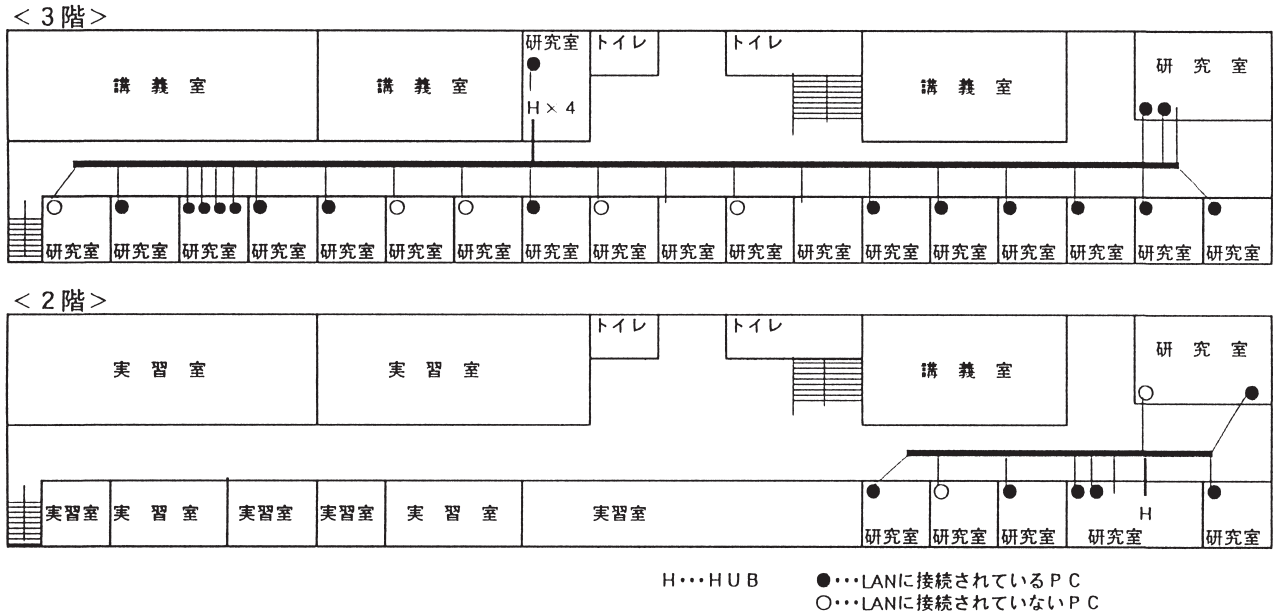 ＜３階＞
研究室 トイレ トイレ
講義室 講義室 講義室 研究室
H×4
研究室 研究室 研究室 研究室 研究室 研究室 研究室 研究室 研究室 研究室 研究室 研究室 研究室 研究室 研究室 研究室 研究室 研究室
＜２階＞
トイレ トイレ
実習室 実習室 講義室 研究室
実習室 実習室 実習室 実習室 実習室 実習室 H
研究室 研究室 研究室 研究室 研究室
H･･･HUB ●･･･LANに接続されているPC
○･･･LANに接続されていないPC